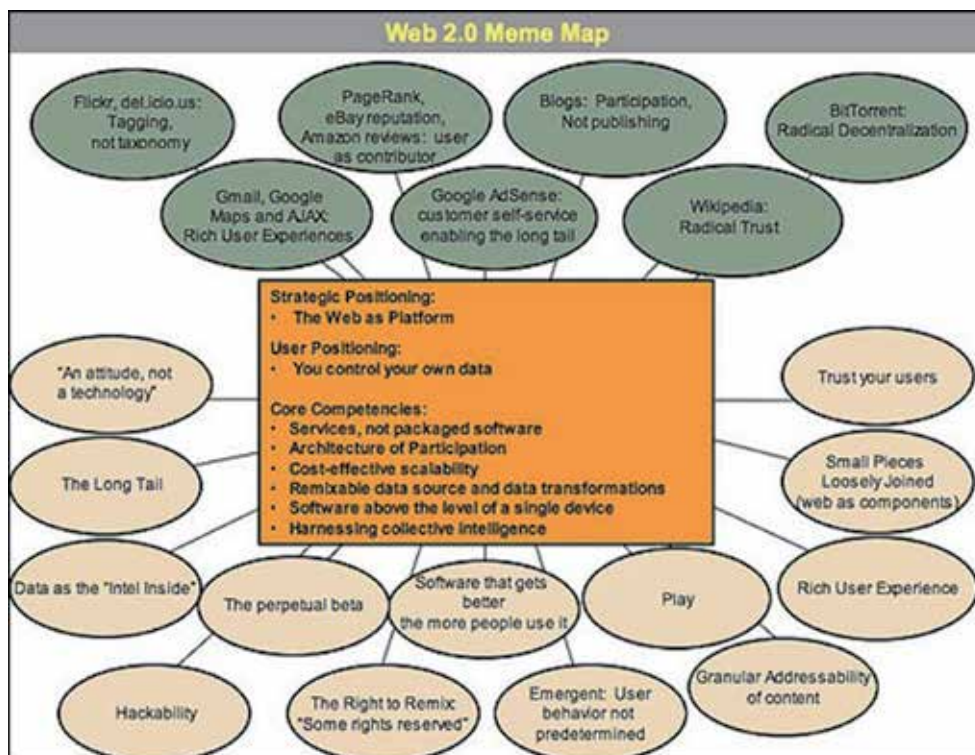 Web 2.0 Meme Map
Flickr, del.icio.us:
Tagging,
not taxonomy
PageRank,
eBay reputation,
Amazon reviews: user
as contributor
Blogs: Participation,
Not publishing
BitTorrent:
Radical Decentralization
Gmail, Google
Maps and AJAX:
Rich User Experiences
Google AdSense:
customer self-service
enabling the long tail
Wikipedia:
Radical Trust
Strategic Positioning:
• The Web as Platform
User Positioning:
• You control your own data
Core Competencies:
• Services, not packaged software
• Architecture of Participation
• Cost-effective scalability
• Remixable data source and data transformations
• Software above the level of a single device
• Harnessing collective intelligence
"An attitude, not
a technology"
The Long Tail
Data as the "Intel Inside"
Hackability
The perpetual beta
The Right to Remix:
"Some rights reserved"
Software that gets
better
the more people use it
Emergent: User
behavior not
predetermined
Play
Granular Addressability
of content
Rich User Experience
Small Pieces
Loosely Joined
(web as components)
Trust your users